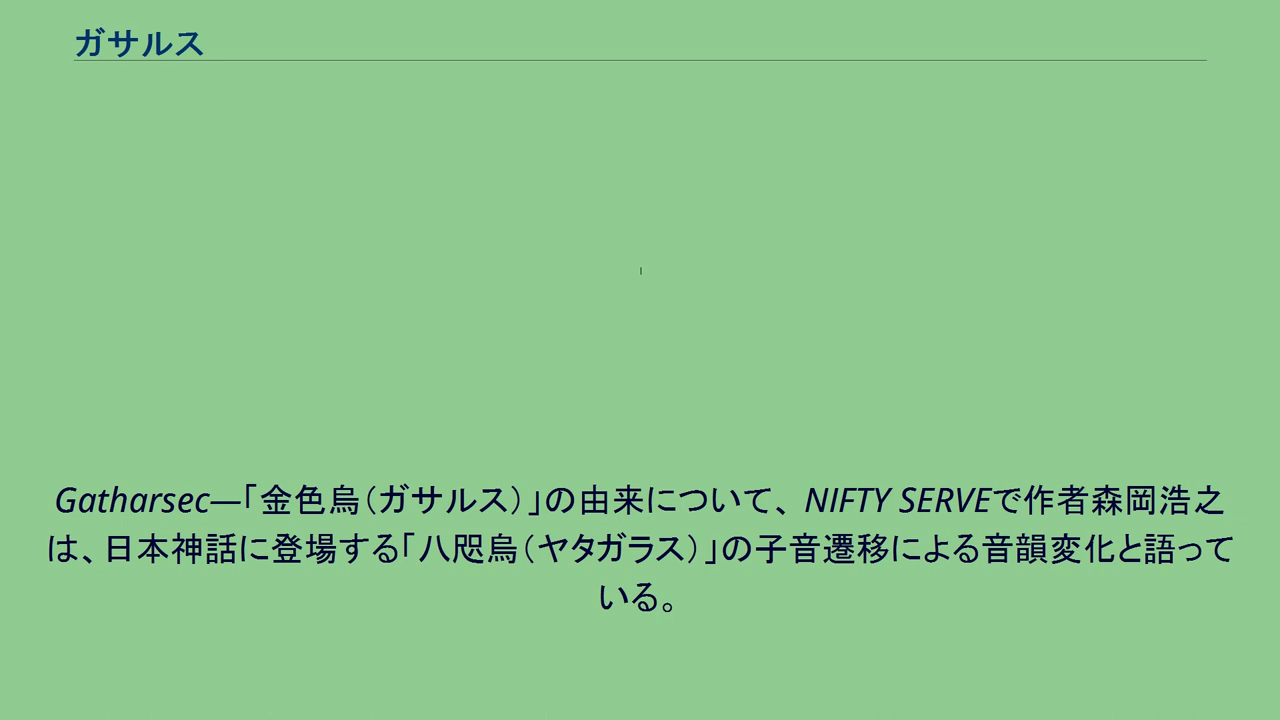 ガサルス
Gatharsec—「金色烏（ガサルス）」の由来について、NIFTY SERVEで作者森岡浩之
は、日本神話に登場する「八咫烏（ヤタガラス）」の子音遷移による音韻変化と語って
いる。